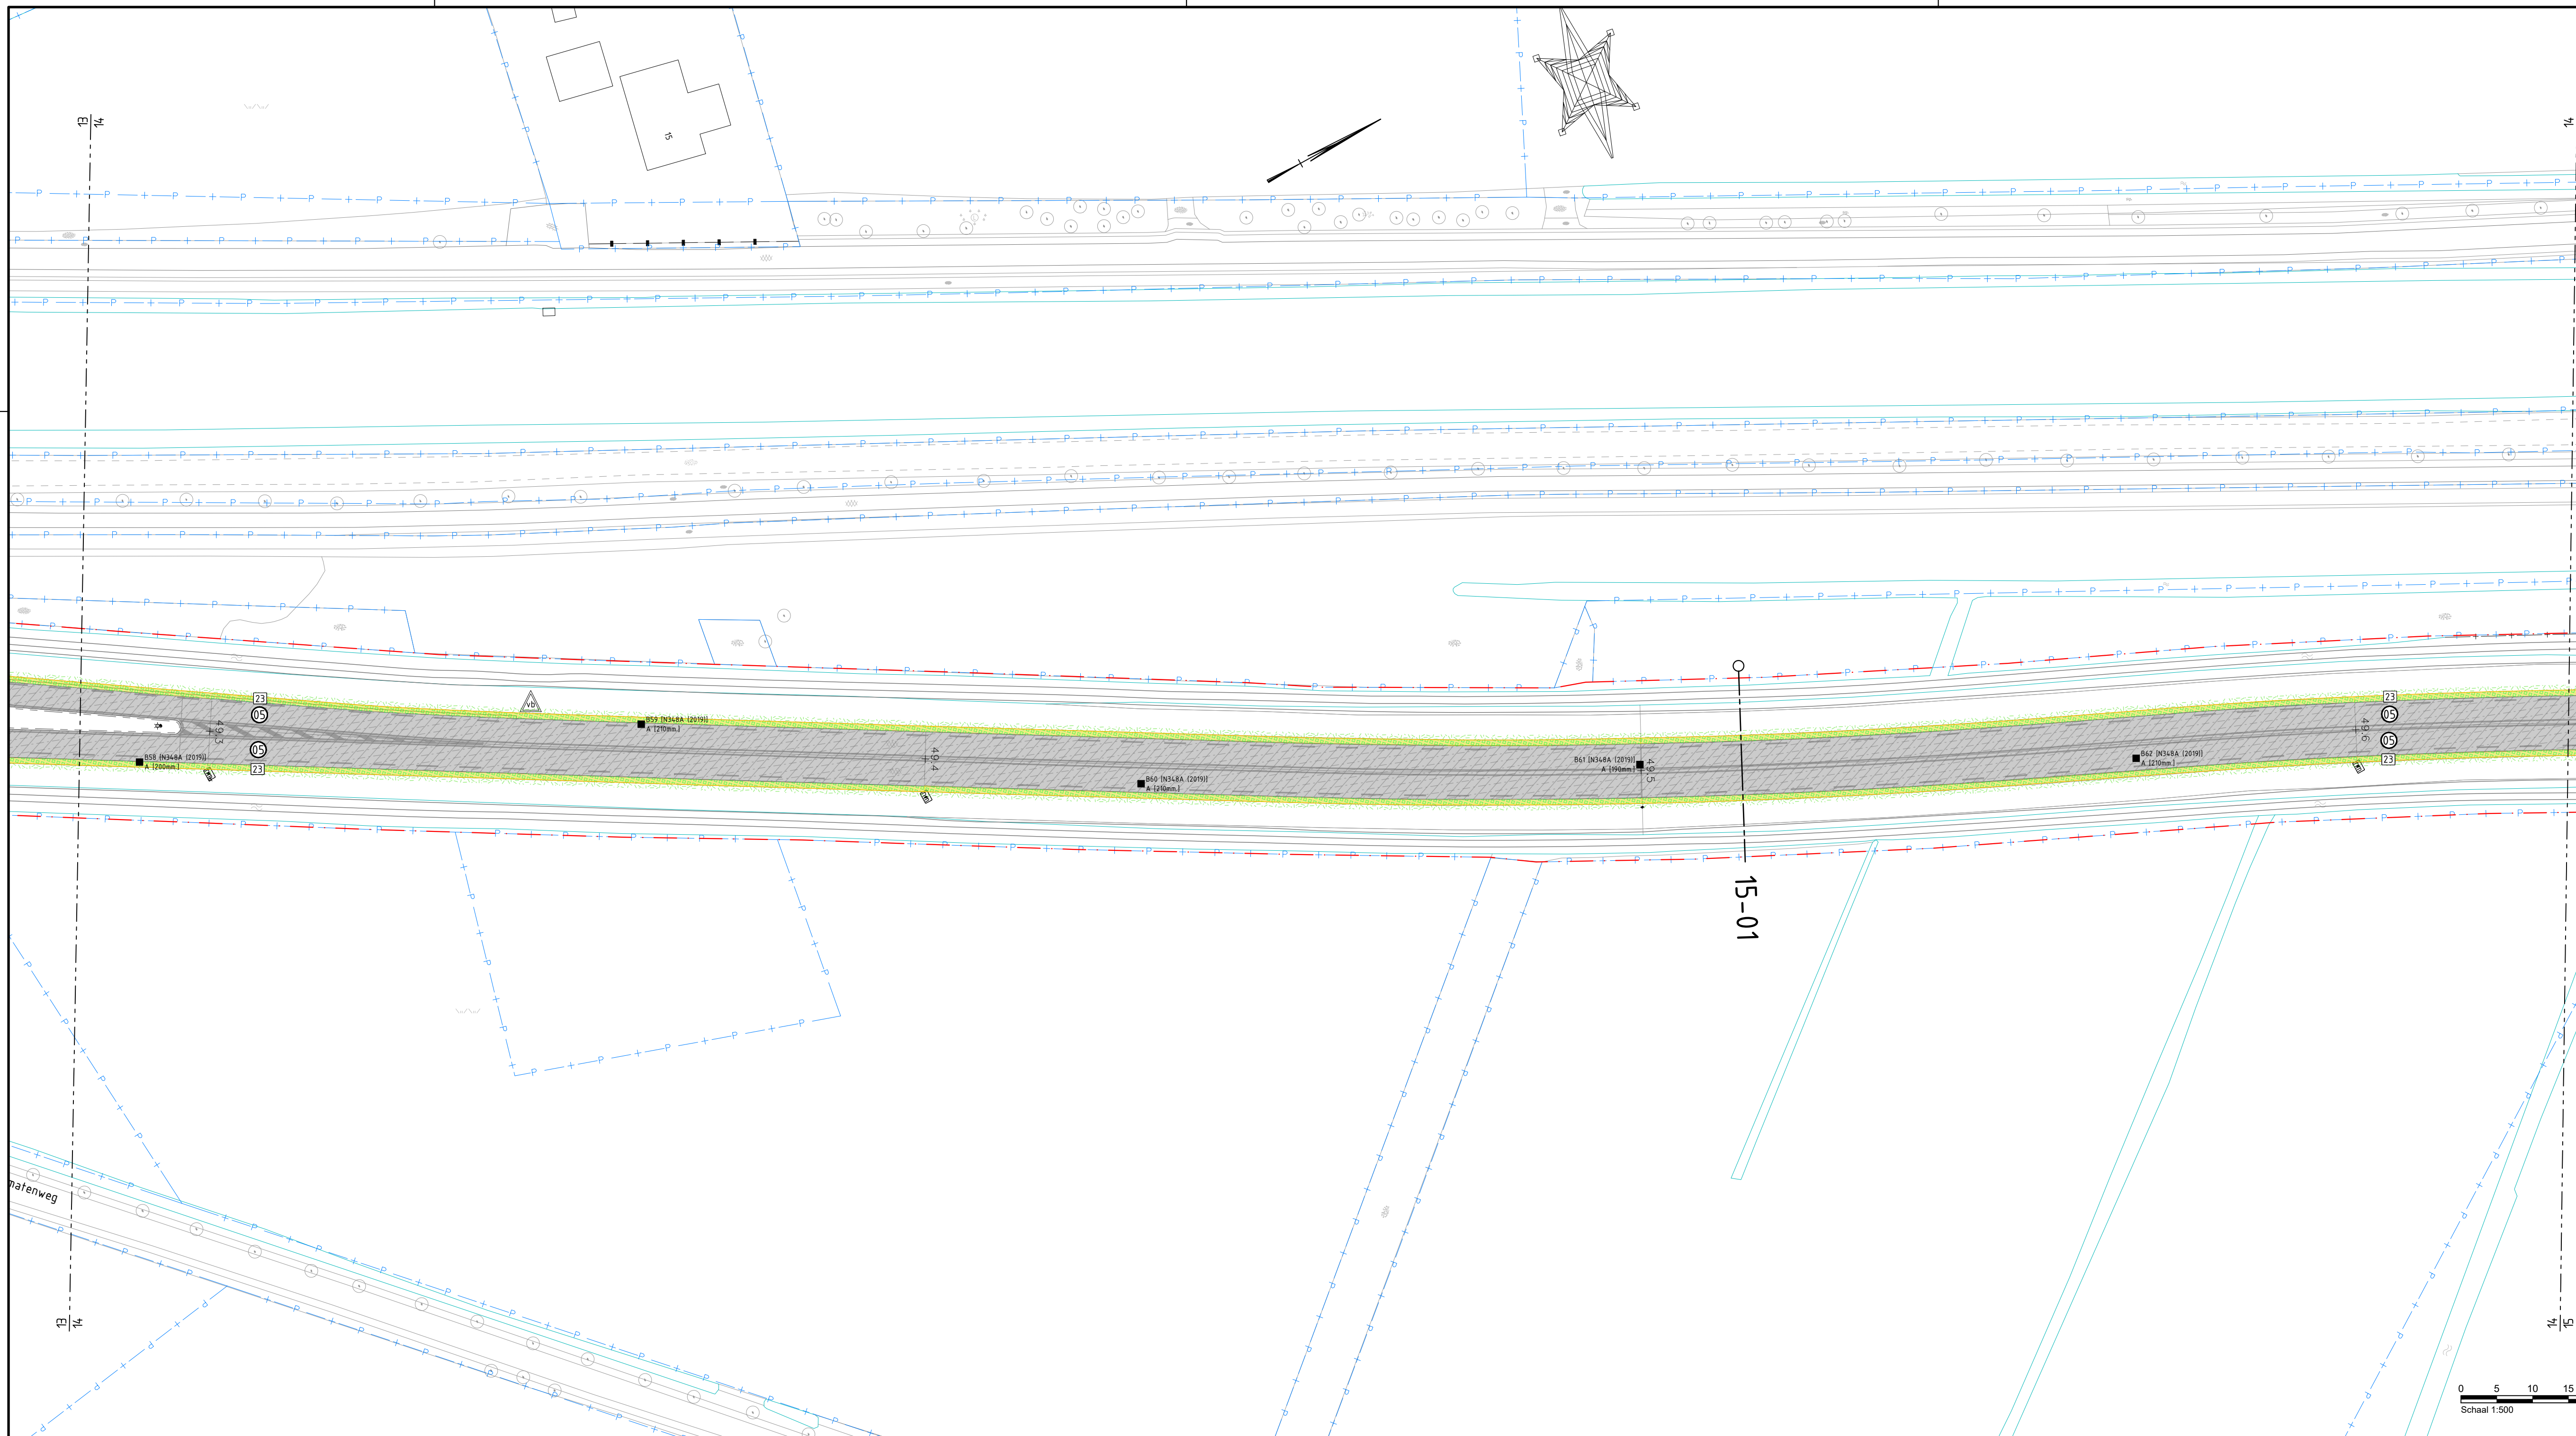 13
14
14
15
23
05
05
23
vb
49.3
B58 [N348A (2019)]
A [200mm.]
B59 [N348A (2019)]
A [210mm.]
49.4
B60 [N348A (2019)]
A [210mm.]
B61 [N348A (2019)]
A [190mm.]
49.5
15-01
B62 [N348A (2019)]
A [210mm.]
49.6
23
05
05
23
matenweg
13
14
14
15
0 5 10 15
Schaal 1:500